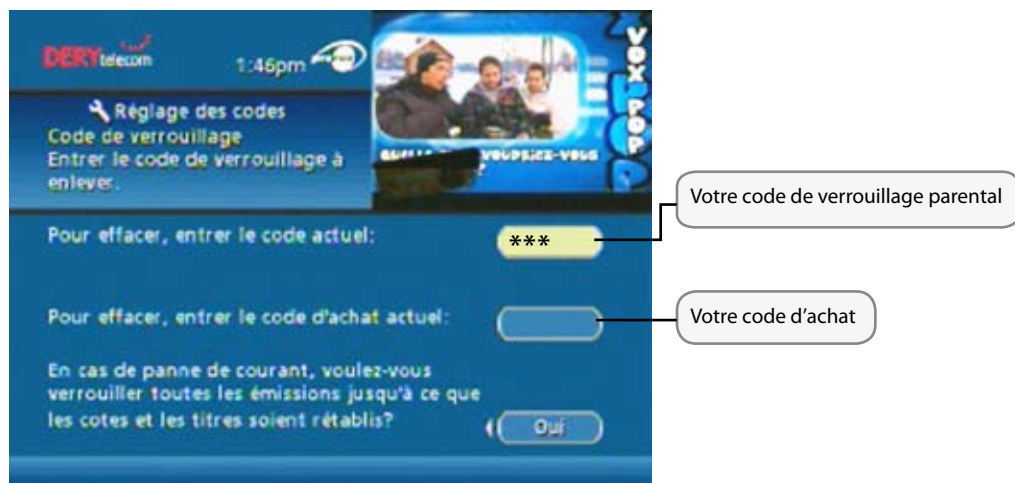 DERYtelecom
1:46pm
VOX POP
Réglage des codes
Code de verrouillage
Entrer le code de verrouillage à
enlever.
VOUS
Pour effacer, entrer le code actuel:
***
Votre code de verrouillage parental
Pour effacer, entrer le code d'achat actuel:
Votre code d'achat
En cas de panne de courant, voulez-vous
verrouiller toutes les émissions jusqu'à ce que
les cotes et les titres soient rétablis?
Oui